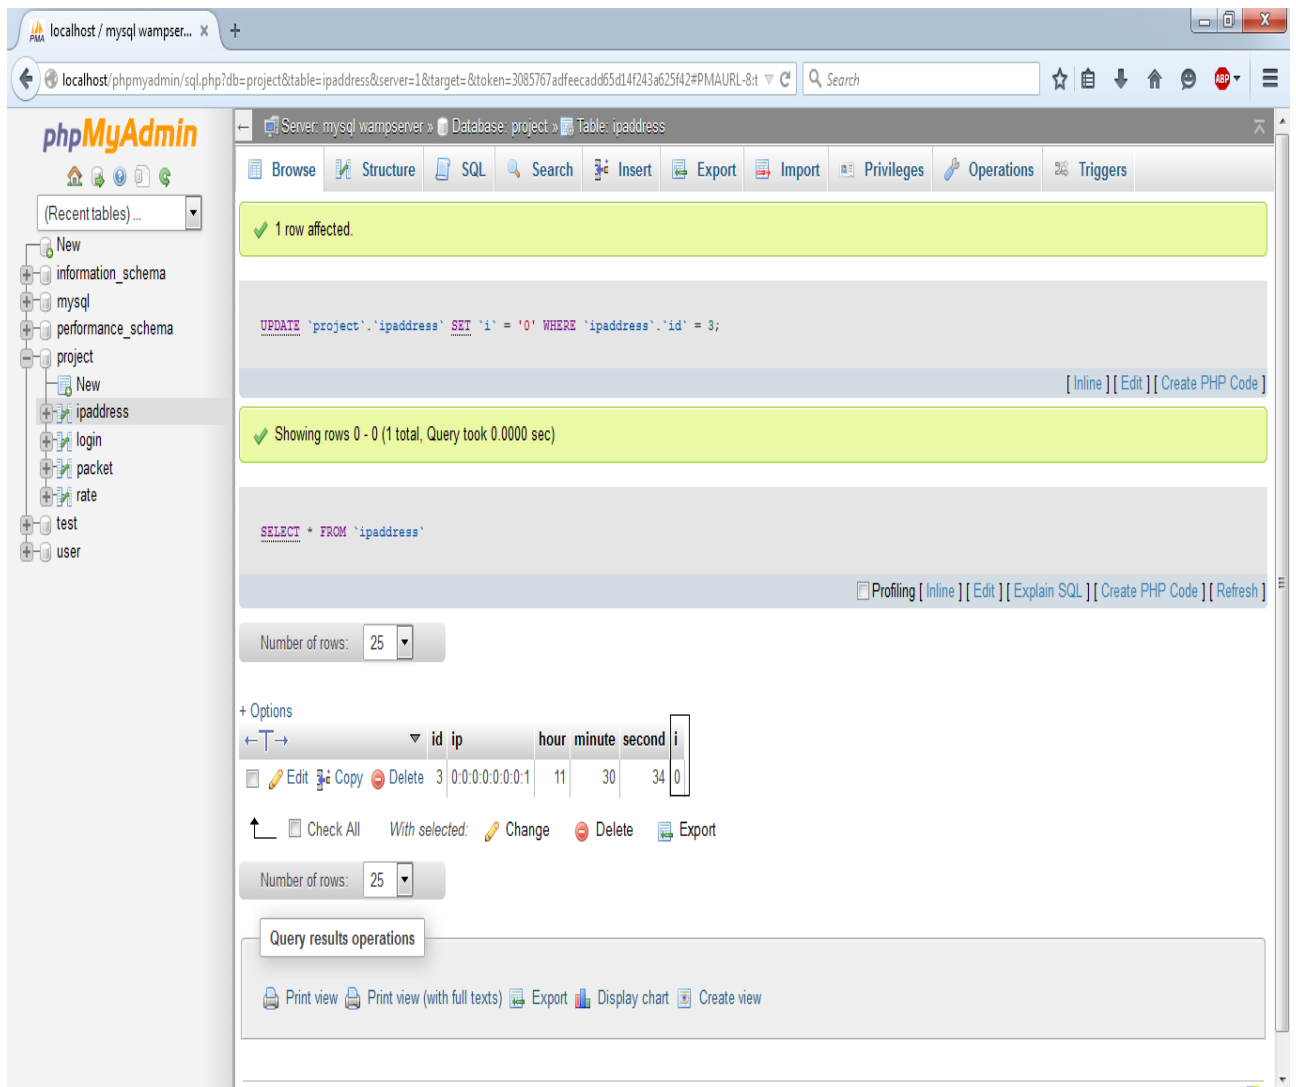 localhost / mysql wampser... × +
localhost/phpmyadmin/sql.php?db=project&table=ipaddress&server=1&target=&token=3085767adfeecadd65d14f243a625f42#PMAURL-8:t Search ABP
phpMyAdmin
(Recent tables) ...
New
information_schema
mysql
performance_schema
project
New
ipaddress
login
packet
rate
test
user
Server: mysql wampserver » Database: project » Table: ipaddress
Browse Structure SQL Search Insert Export Import Privileges Operations Triggers
1 row affected.
UPDATE `project`.`ipaddress` SET `i` = '0' WHERE `ipaddress`.`id` = 3;
[ Inline ] [ Edit ] [ Create PHP Code ]
Showing rows 0 - 0 (1 total, Query took 0.0000 sec)
SELECT * FROM `ipaddress`
Profiling [ Inline ] [ Edit ] [ Explain SQL ] [ Create PHP Code ] [ Refresh ]
Number of rows: 25
+ Options
←T→ id ip hour minute second i
Edit Copy Delete 3 0:0:0:0:0:0:0:1 11 30 34 0
Check All With selected: Change Delete Export
Number of rows: 25
Query results operations
Print view Print view (with full texts) Export Display chart Create view